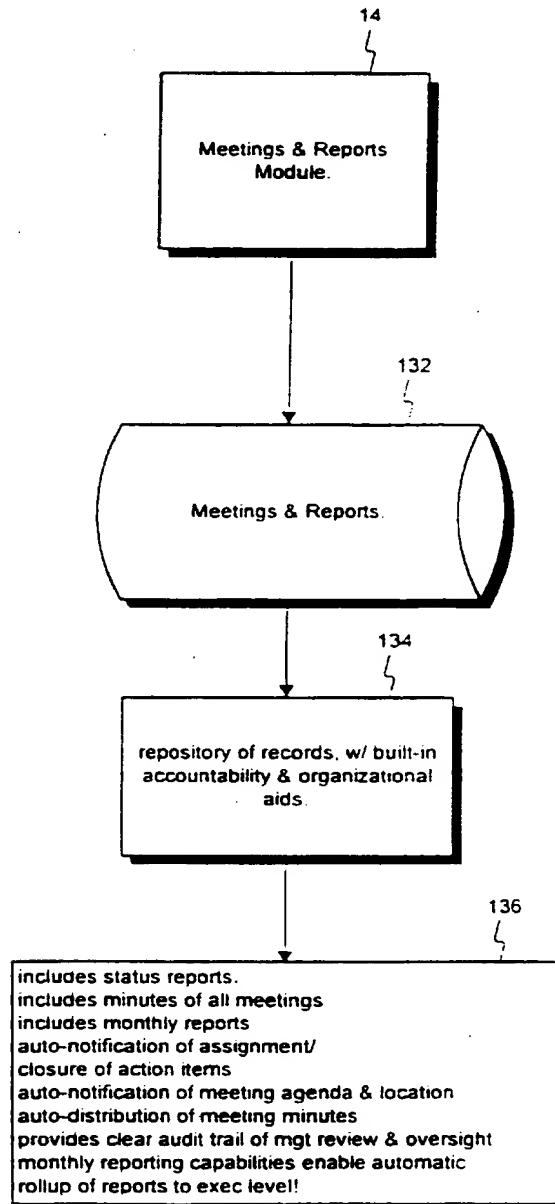 14
Meetings & Reports
Module.
132
Meetings & Reports.
134
repository of records, w/ built-in
accountability & organizational
aids.
136
includes status reports.
includes minutes of all meetings
includes monthly reports
auto-notification of assignment/
closure of action items
auto-notification of meeting agenda & location
auto-distribution of meeting minutes
provides clear audit trail of mgt review & oversight
monthly reporting capabilities enable automatic
rollup of reports to exec level!